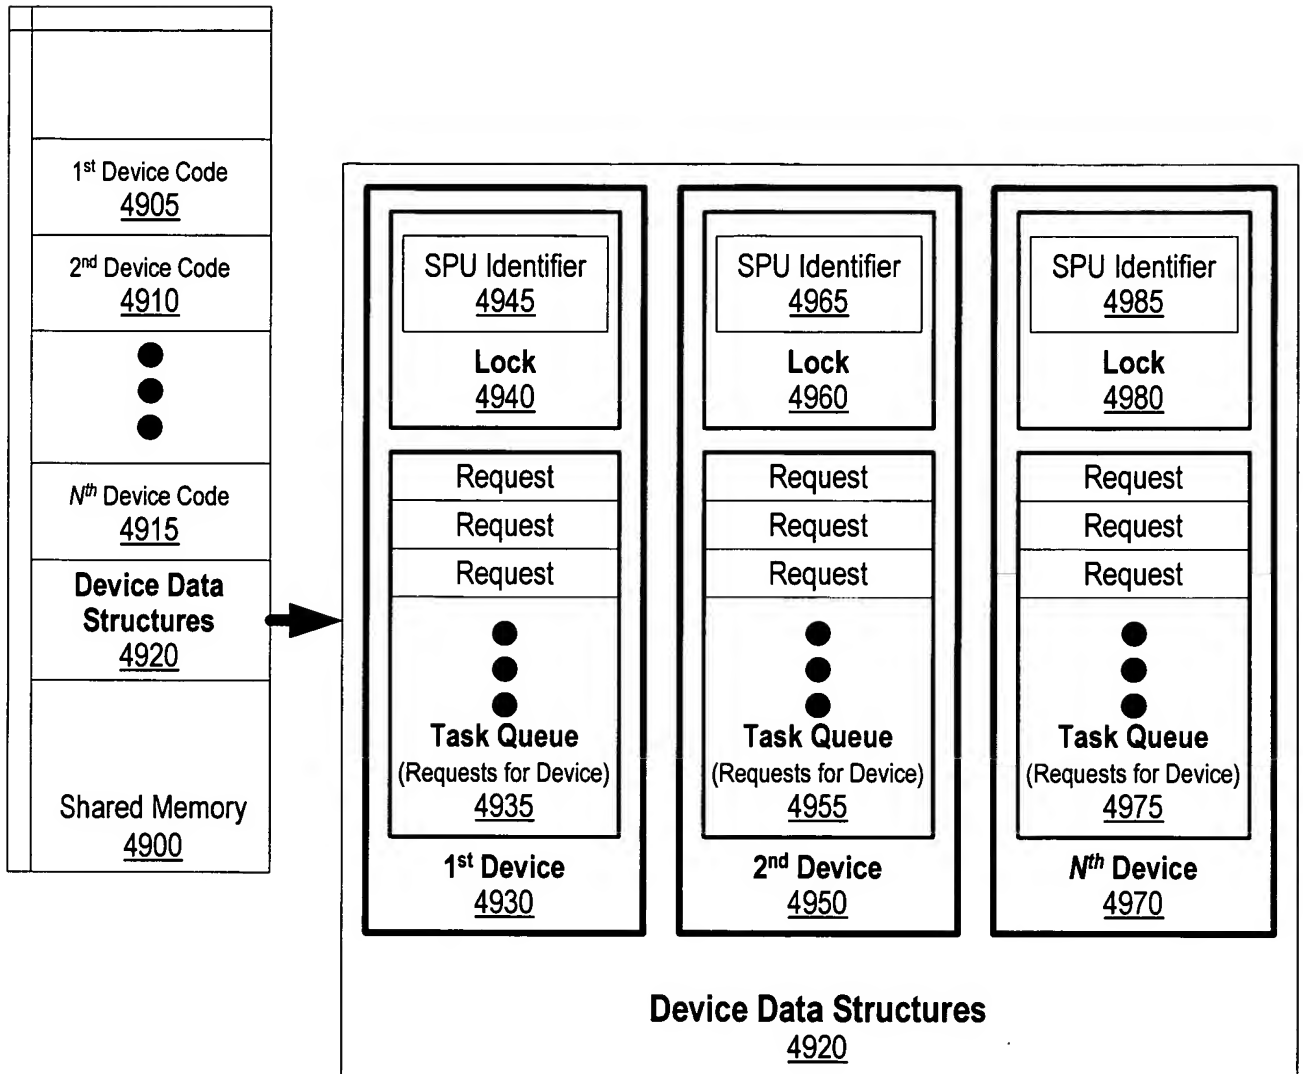 1st Device Code
4905
2nd Device Code
4910
Nth Device Code
4915
Device Data
Structures
4920
Shared Memory
4900
SPU Identifier
4945
Lock
4940
Request
Request
Request
Task Queue
(Requests for Device)
4935
1st Device
4930
SPU Identifier
4965
Lock
4960
Request
Request
Request
Task Queue
(Requests for Device)
4955
2nd Device
4950
SPU Identifier
4985
Lock
4980
Request
Request
Request
Task Queue
(Requests for Device)
4975
Nth Device
4970
Device Data Structures
4920